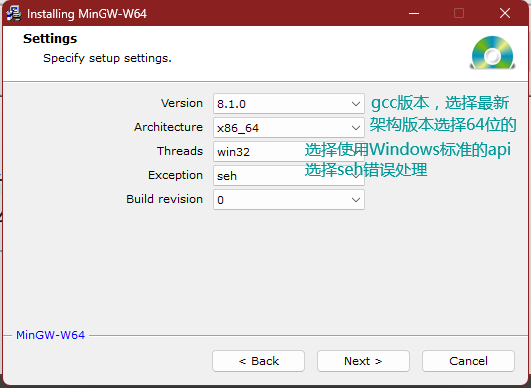 Installing MinGW-W64
Settings
Specify setup settings.
Version 8.1.0 gcc版本，选择最新
Architecture x86_64 架构版本选择64位的
Threads win32 选择使用Windows标准的api
Exception seh 选择seh错误处理
Build revision 0
MinGW-W64
< Back Next > Cancel